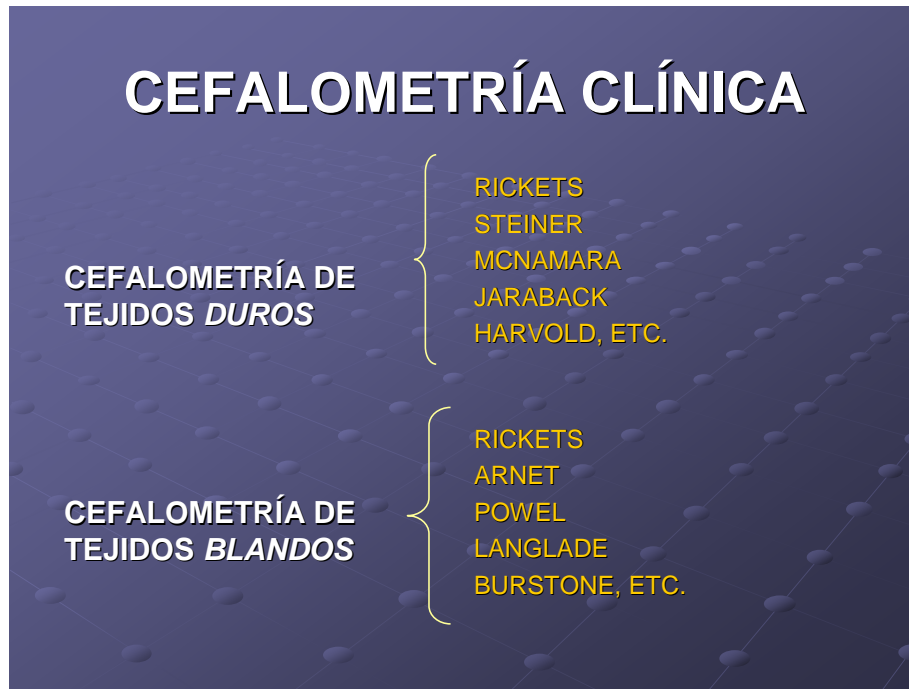 CEFALOMETRÍA CLÍNICA
CEFALOMETRÍA DE
TEJIDOS DUROS
RICKETS
STEINER
MCNAMARA
JARABACK
HARVOLD, ETC.
CEFALOMETRÍA DE
TEJIDOS BLANDOS
RICKETS
ARNET
POWEL
LANGLADE
BURSTONE, ETC.